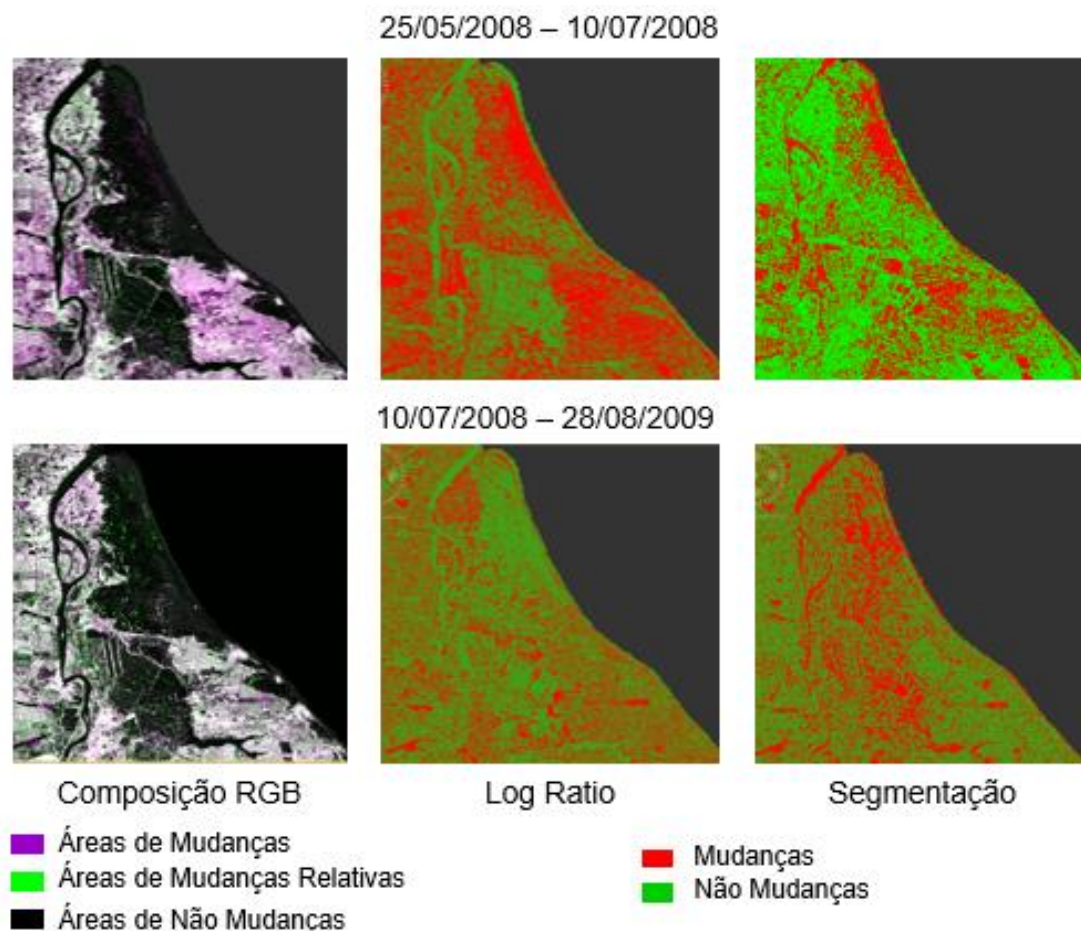 25/05/2008 – 10/07/2008
10/07/2008 – 28/08/2009
Composição RGB
Log Ratio
Segmentação
Áreas de Mudanças
Áreas de Mudanças Relativas
Áreas de Não Mudanças
Mudanças
Não Mudanças